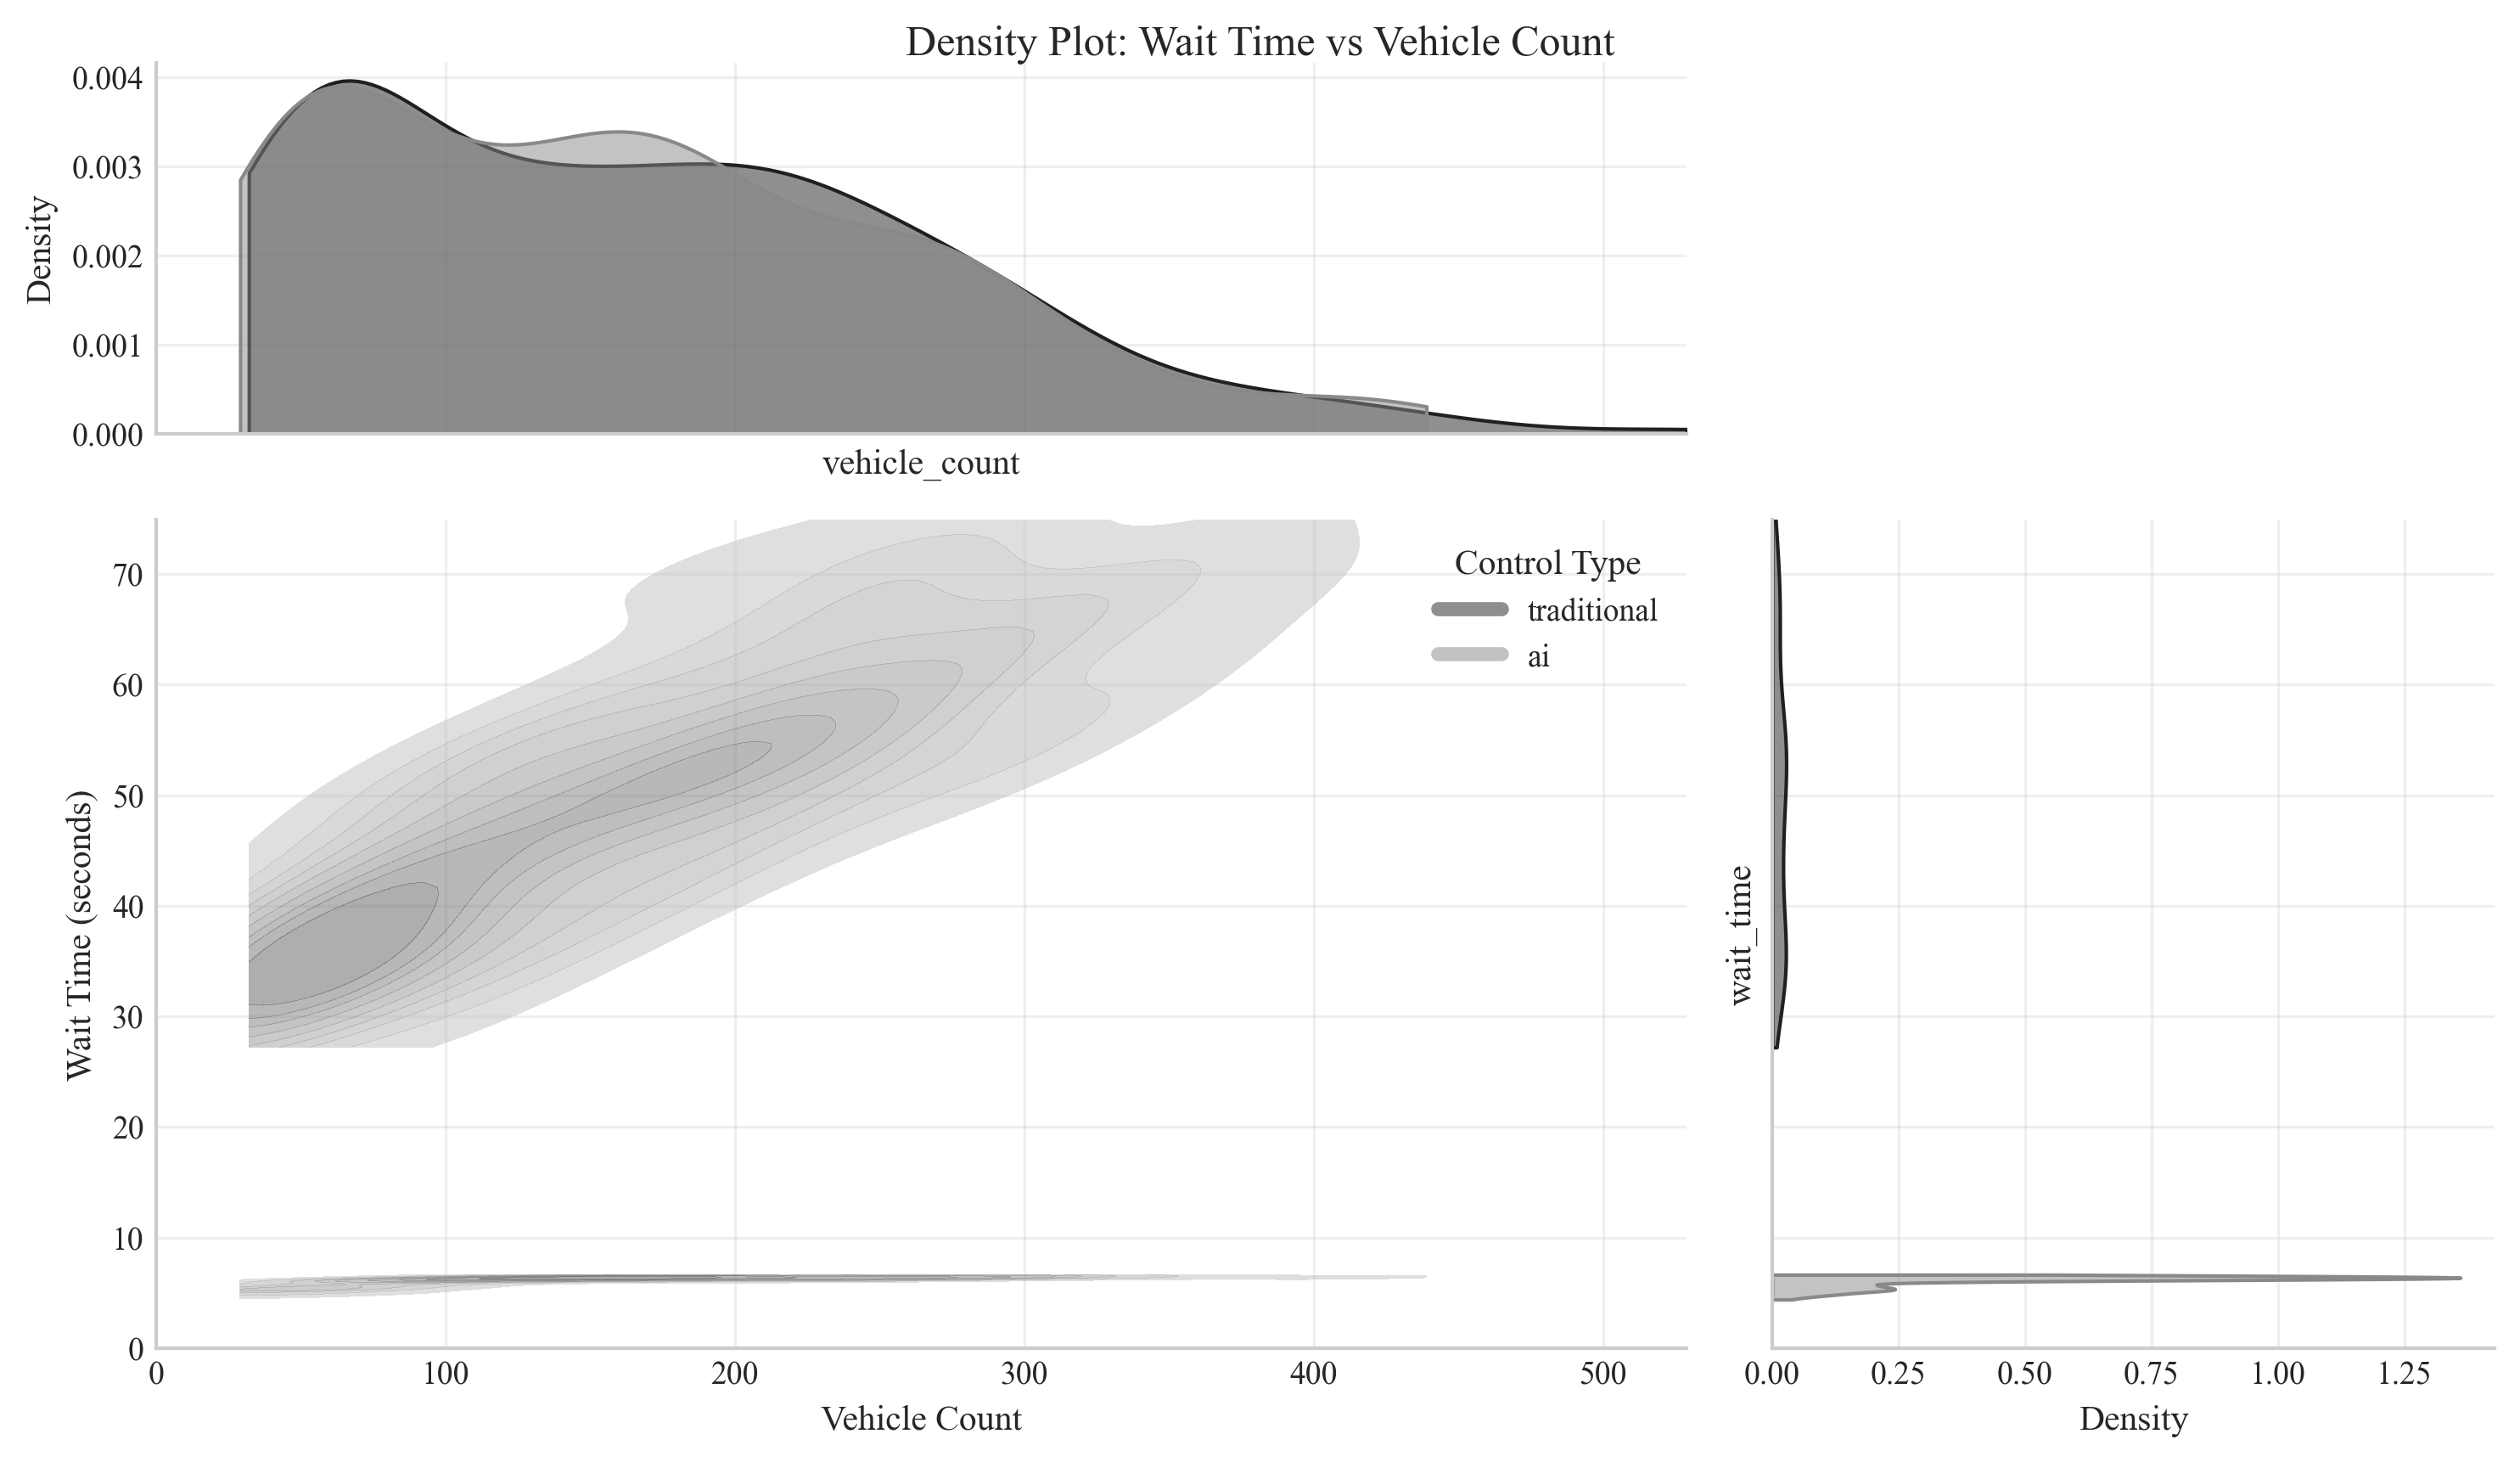 Density Plot: Wait Time vs Vehicle Count
0.004
0.003
0.002
0.001
0.000
Density
vehicle_count
70
60
50
40
30
20
10
0
Wait Time (seconds)
Control Type
traditional
ai
0 100 200 300 400 500
Vehicle Count
wait_time
0.00 0.25 0.50 0.75 1.00 1.25
Density